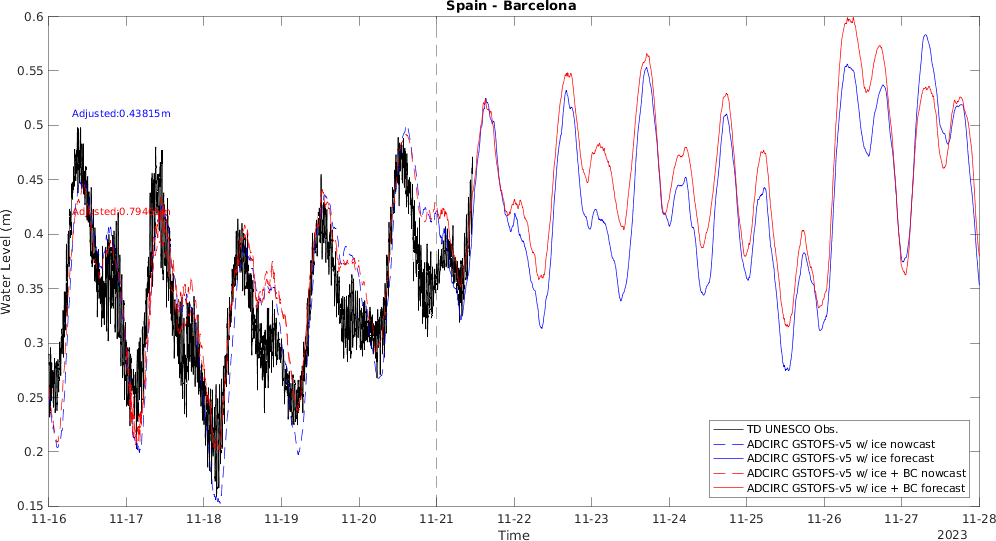 Spain - Barcelona
0.6
0.55
0.5
0.45
0.4
0.35
0.3
0.25
0.2
0.15
Water Level (m)
Adjusted:0.43815m
TD UNESCO Obs.
ADCIRC GSTOFS-v5 w/ ice nowcast
ADCIRC GSTOFS-v5 w/ ice forecast
ADCIRC GSTOFS-v5 w/ ice + BC nowcast
ADCIRC GSTOFS-v5 w/ ice + BC forecast
11-16 11-17 11-18 11-19 11-20 11-21 11-22 11-23 11-24 11-25 11-26 11-27 11-28
Time
2023